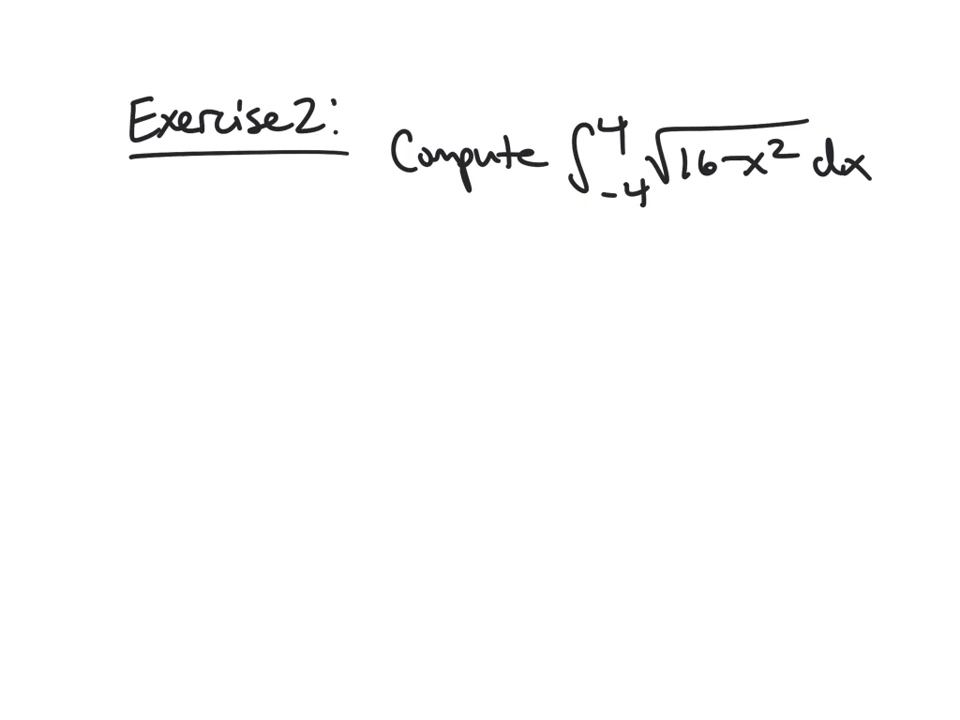 Exercise 2:
Compute ∫_{-4}^{4} √(16-x²) dx